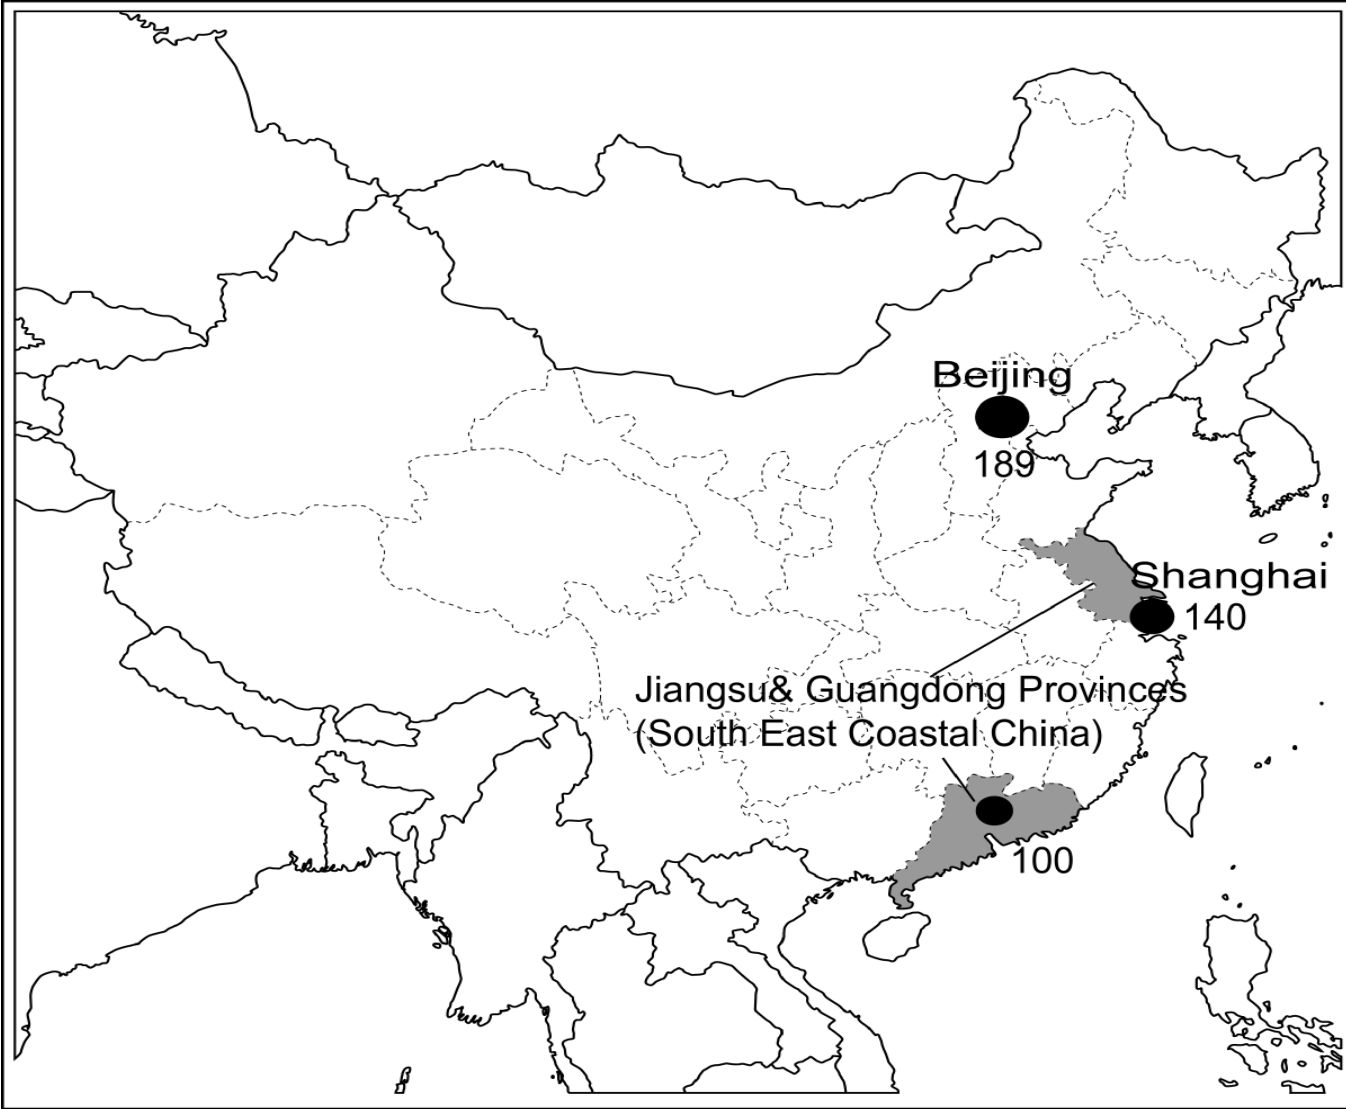 Beijing
189
Shanghai
140
Jiangsu& Guangdong Provinces
(South East Coastal China)
100